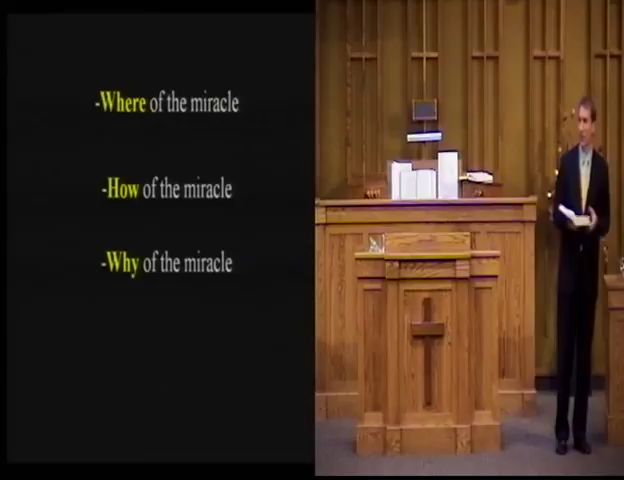 -Where of the miracle
-How of the miracle
-Why of the miracle